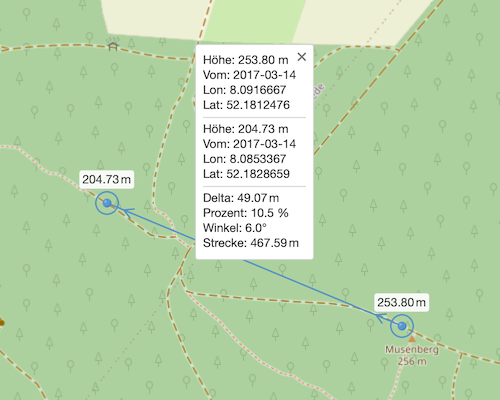 Höhe: 253.80 m
Vom: 2017-03-14
Lon: 8.0916667
Lat: 52.1812476
Höhe: 204.73 m
Vom: 2017-03-14
Lon: 8.0853367
Lat: 52.1828659
Delta: 49.07 m
Prozent: 10.5 %
Winkel: 6.0°
Strecke: 467.59 m
204.73 m
253.80 m
Musenberg
256 m